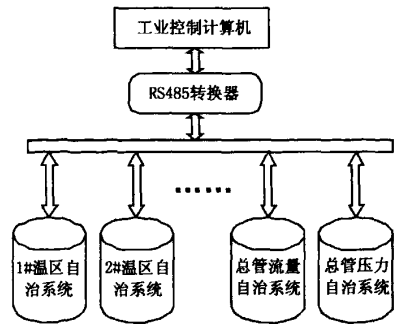 工业控制计算机
RS485转换器
……
1#温区自
治系统
2#温区自
治系统
总管流量
自治系统
总管压力
自治系统